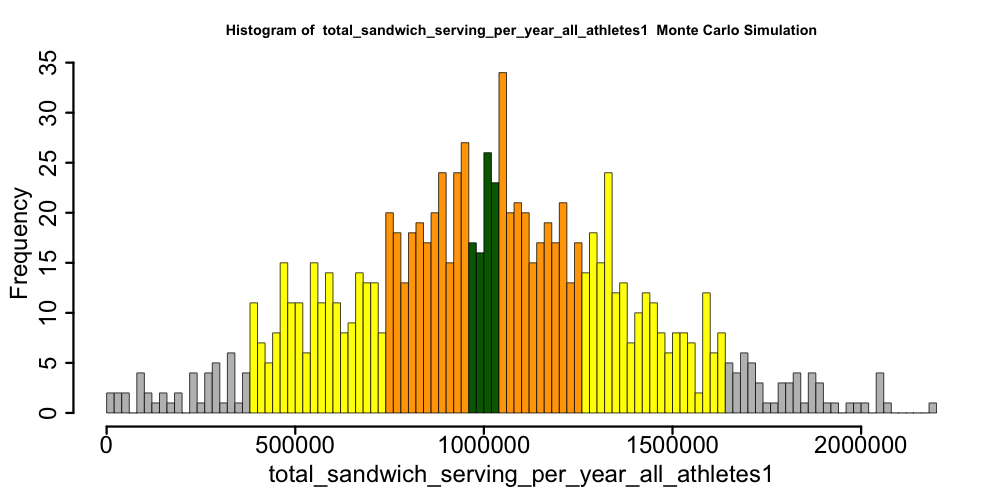 Histogram of  total_sandwich_serving_per_year_all_athletes1  Monte Carlo Simulation
Frequency
35
30
25
20
15
10
5
0
0 500000 1000000 1500000 2000000
total_sandwich_serving_per_year_all_athletes1